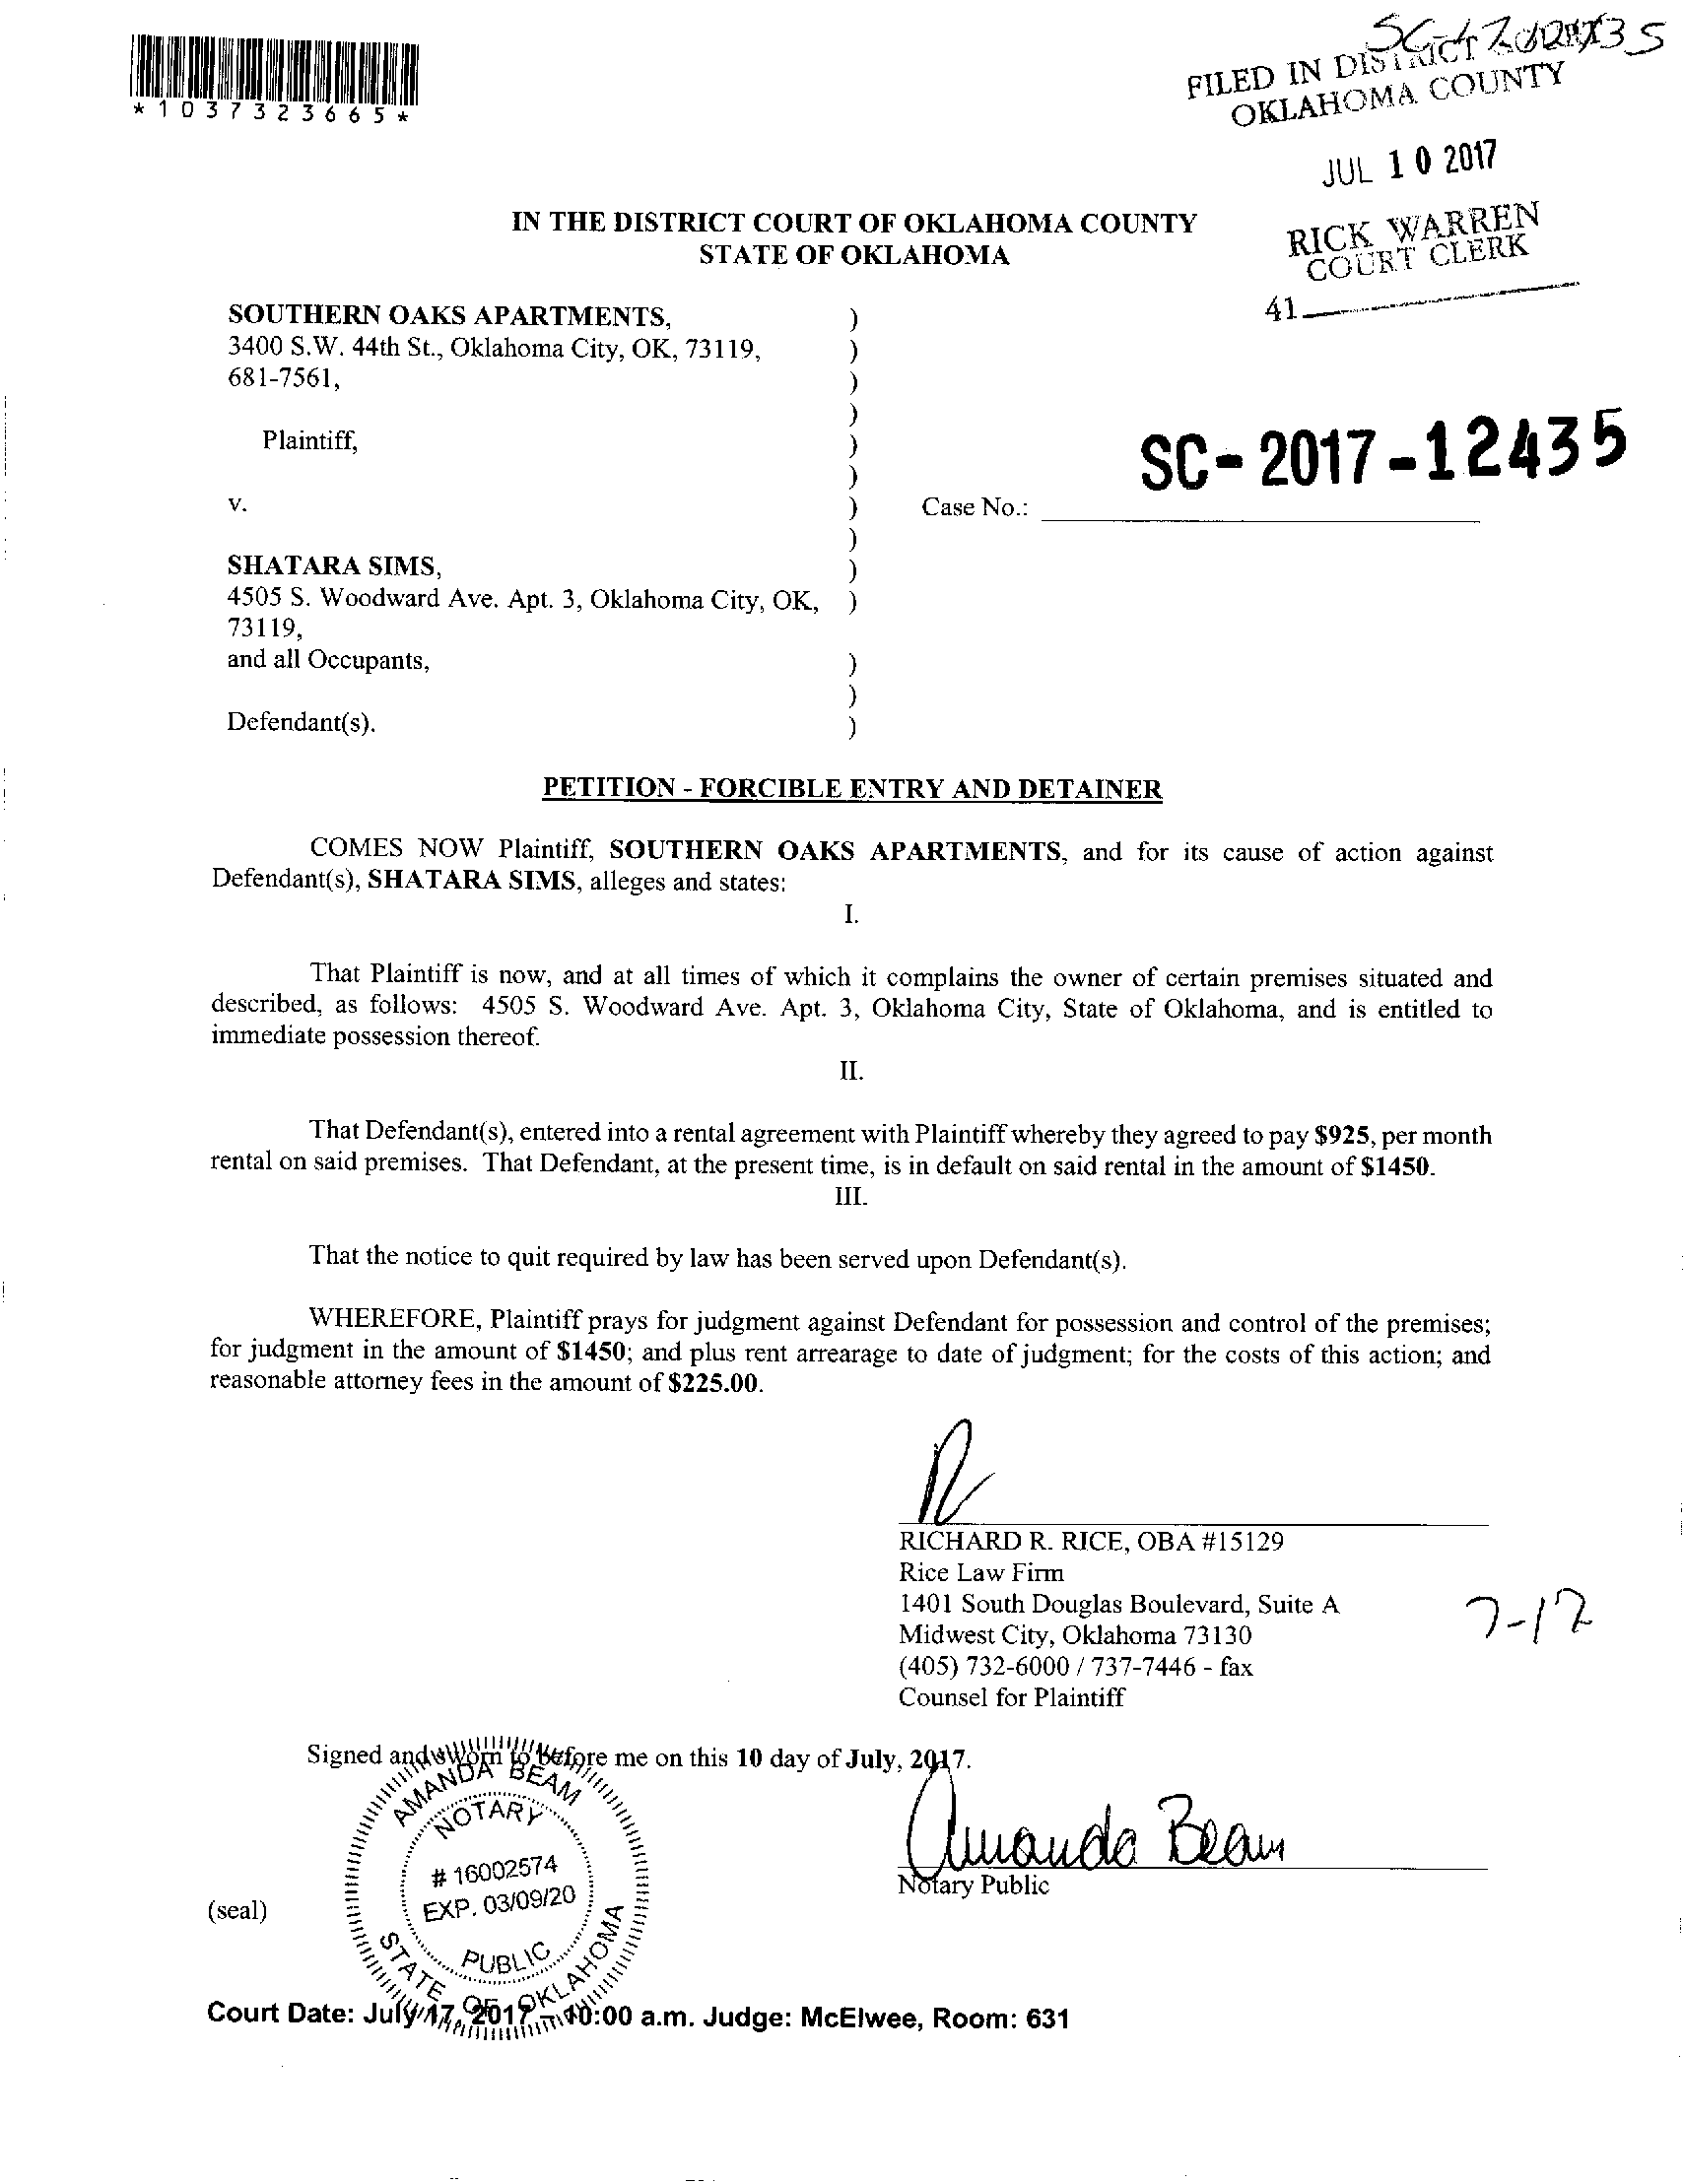 *1037323665*
FILED IN DISTRICT
OKLAHOMA COUNTY
JUL 10 2017
RICK WARREN
COURT CLERK
41
IN THE DISTRICT COURT OF OKLAHOMA COUNTY
STATE OF OKLAHOMA
SOUTHERN OAKS APARTMENTS, )
3400 S.W. 44th St., Oklahoma City, OK, 73119, )
681-7561, )
)
Plaintiff, )
)
SC-2017-12435
v. ) Case No.:
)
SHATARA SIMS, )
4505 S. Woodward Ave. Apt. 3, Oklahoma City, OK, )
73119,
and all Occupants, )
)
Defendant(s). )
PETITION - FORCIBLE ENTRY AND DETAINER
COMES NOW Plaintiff, SOUTHERN OAKS APARTMENTS, and for its cause of action against
Defendant(s), SHATARA SIMS, alleges and states:
I.
That Plaintiff is now, and at all times of which it complains the owner of certain premises situated and
described, as follows: 4505 S. Woodward Ave. Apt. 3, Oklahoma City, State of Oklahoma, and is entitled to
immediate possession thereof.
II.
That Defendant(s), entered into a rental agreement with Plaintiff whereby they agreed to pay $925, per month
rental on said premises. That Defendant, at the present time, is in default on said rental in the amount of $1450.
III.
That the notice to quit required by law has been served upon Defendant(s).
WHEREFORE, Plaintiff prays for judgment against Defendant for possession and control of the premises;
for judgment in the amount of $1450; and plus rent arrearage to date of judgment; for the costs of this action; and
reasonable attorney fees in the amount of $225.00.
RICHARD R. RICE, OBA #15129
Rice Law Firm
1401 South Douglas Boulevard, Suite A
Midwest City, Oklahoma 73130
(405) 732-6000 / 737-7446 - fax
Counsel for Plaintiff
7-17
Signed and sworn to before me on this 10 day of July, 2017.
Amanda Beam
Notary Public
AMANDA BEAM
NOTARY
# 16002574
EXP. 03/09/20
PUBLIC
STATE OF OKLAHOMA
(seal)
Court Date: July 17, 2017 – 10:00 a.m. Judge: McElwee, Room: 631